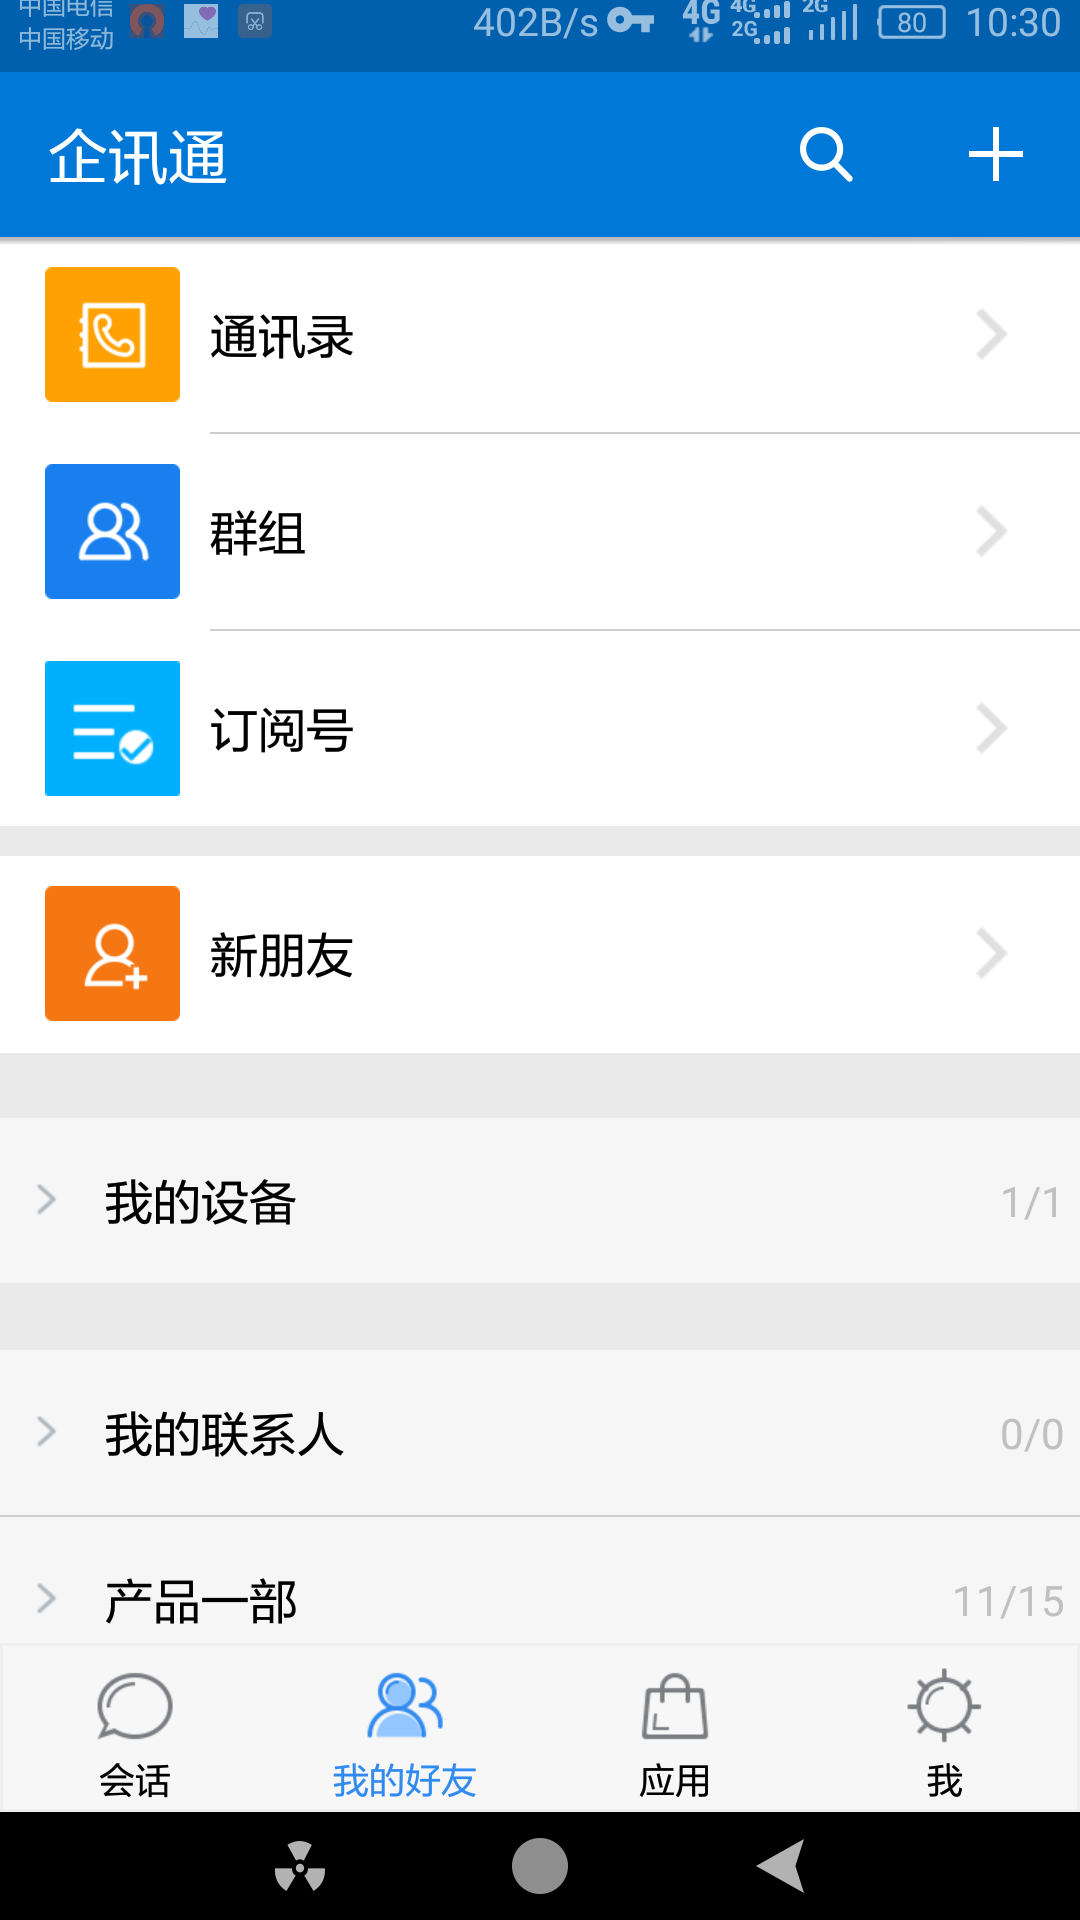 中国电信
中国移动
402B/s 4G 4G 2G 2G 80 10:30
企讯通
通讯录
群组
订阅号
新朋友
我的设备 1/1
我的联系人 0/0
产品一部 11/15
会话 我的好友 应用 我